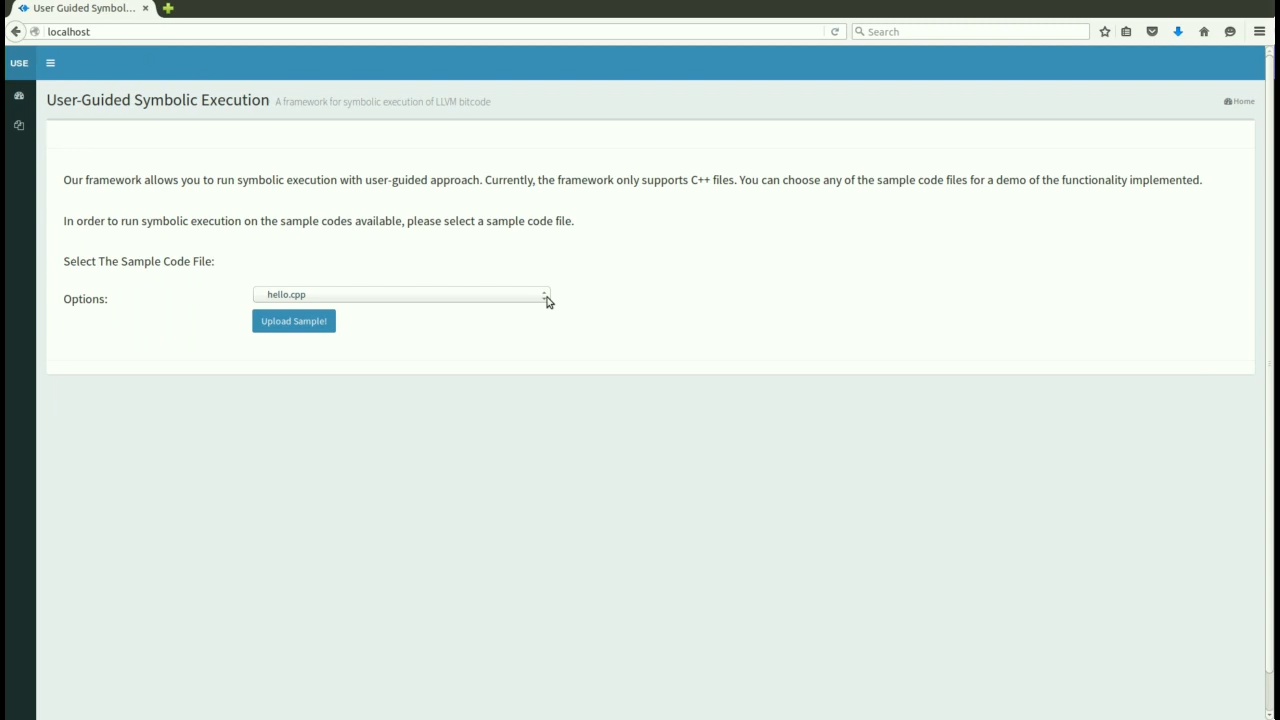 User Guided Symbol...
localhost
Search
USE
User-Guided Symbolic Execution A framework for symbolic execution of LLVM bitcode
Home
Our framework allows you to run symbolic execution with user-guided approach. Currently, the framework only supports C++ files. You can choose any of the sample code files for a demo of the functionality implemented.
In order to run symbolic execution on the sample codes available, please select a sample code file.
Select The Sample Code File:
Options:
hello.cpp
Upload Sample!